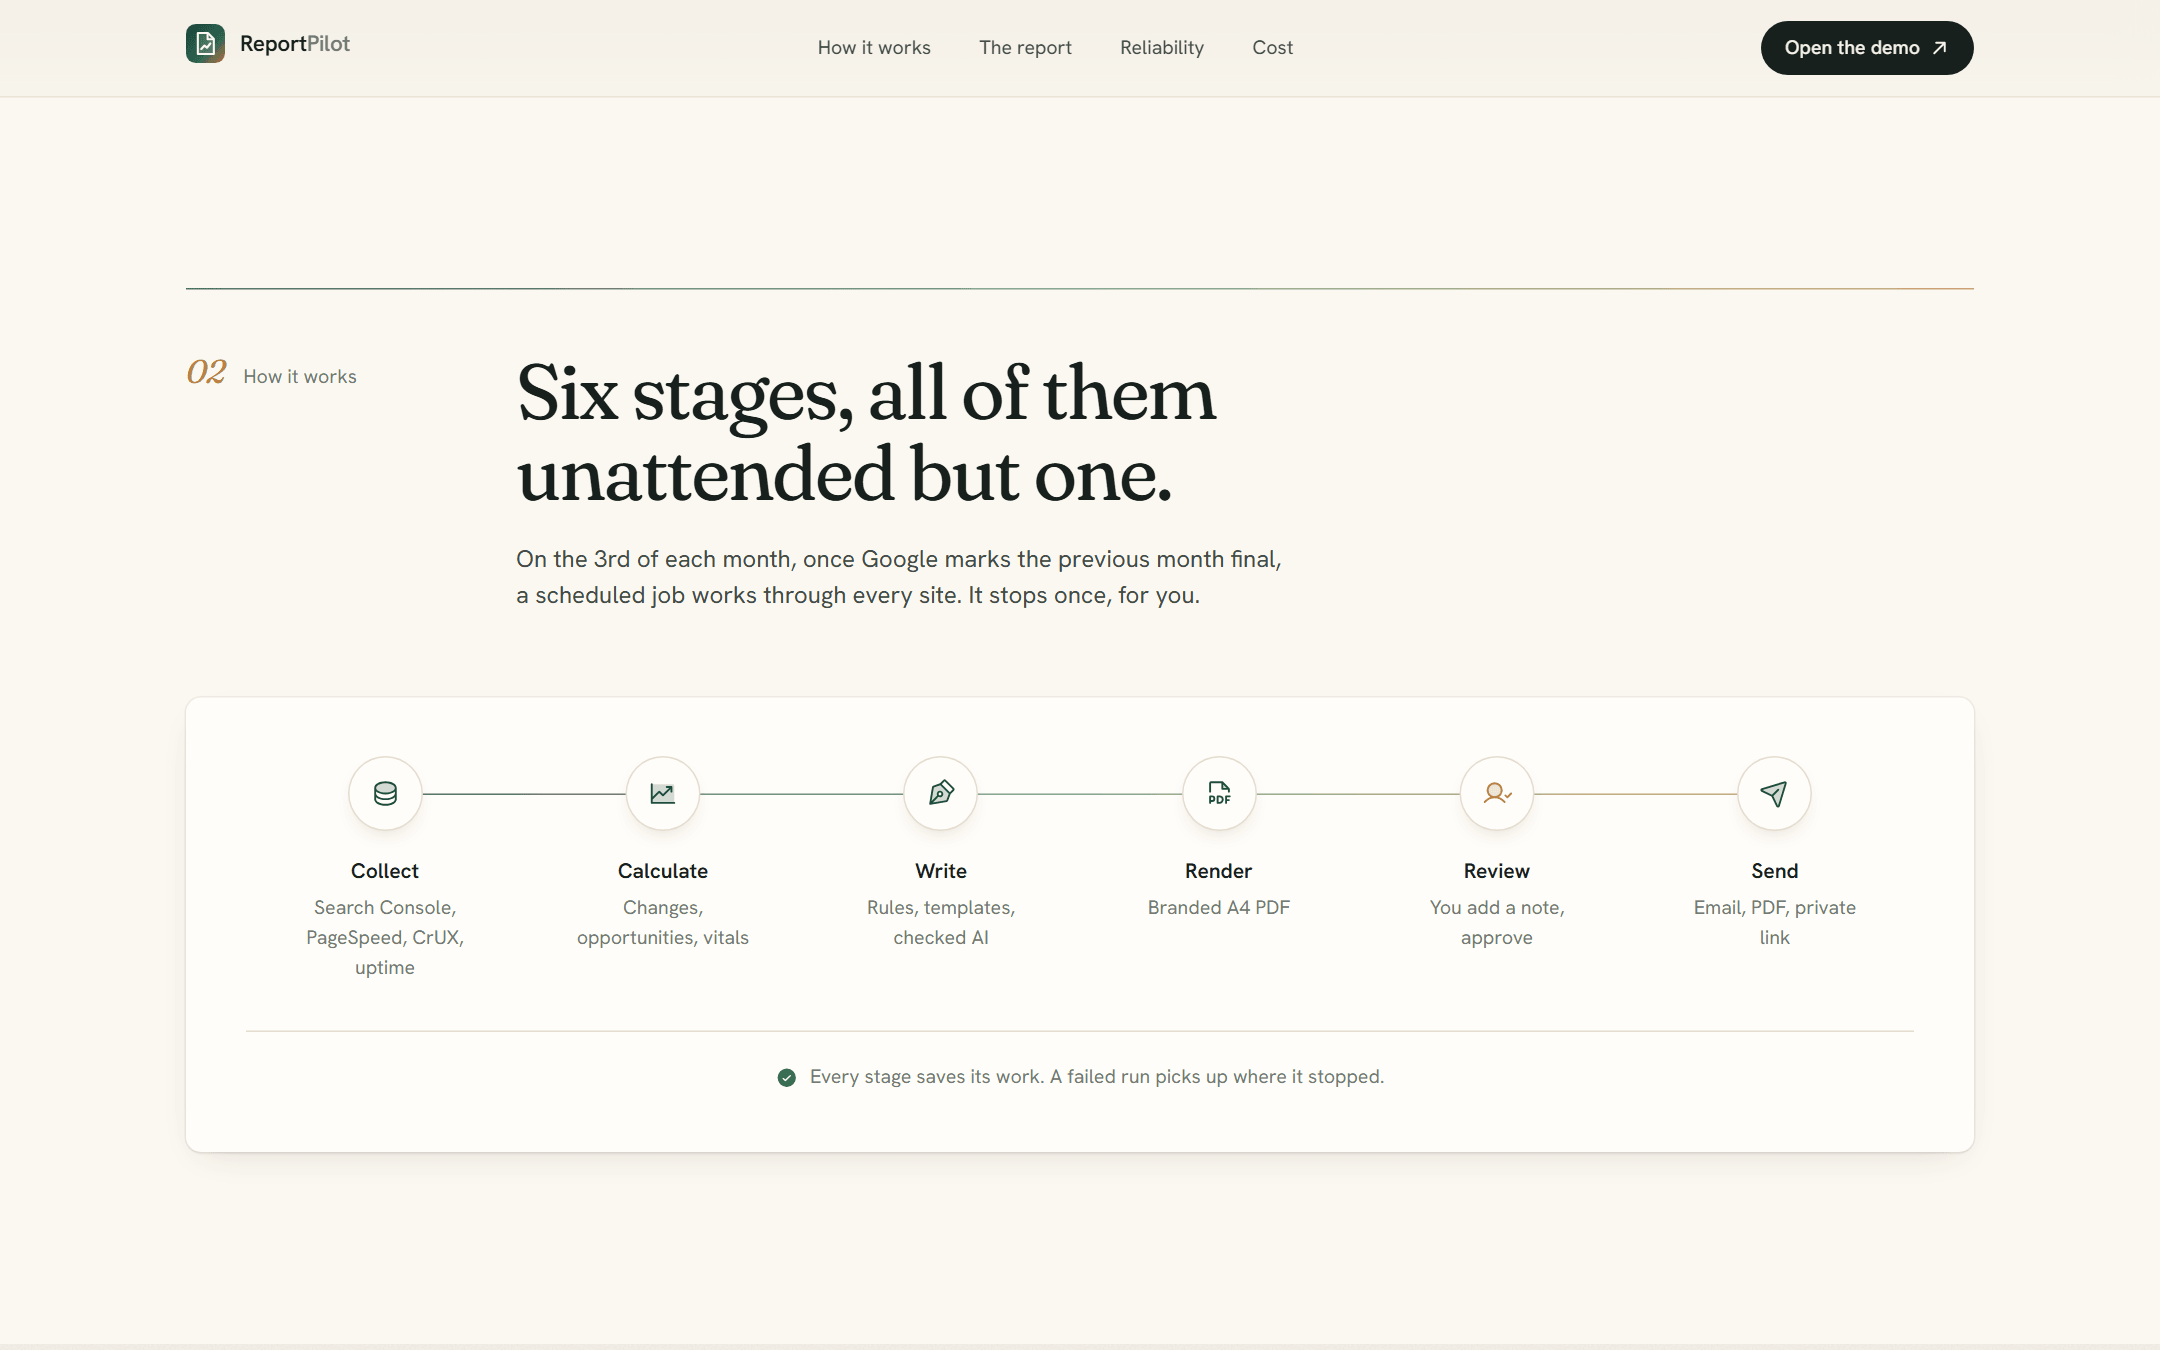 ReportPilot
How it works
The report
Reliability
Cost
Open the demo
02 How it works
Six stages, all of them
unattended but one.
On the 3rd of each month, once Google marks the previous month final,
a scheduled job works through every site. It stops once, for you.
Collect
Search Console,
PageSpeed, CrUX,
uptime
Calculate
Changes,
opportunities, vitals
Write
Rules, templates,
checked AI
PDF
Render
Branded A4 PDF
Review
You add a note,
approve
Send
Email, PDF, private
link
Every stage saves its work. A failed run picks up where it stopped.